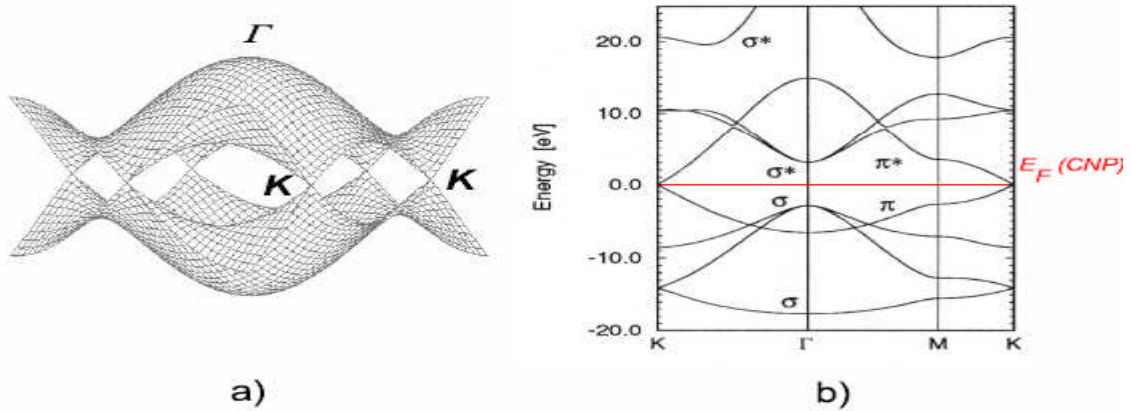 a)
Γ
K
K
b)
Energy [eV]
20.0
10.0
0.0
-10.0
-20.0
σ*
σ*
π*
σ
π
σ
E_F (CNP)
K Γ M K